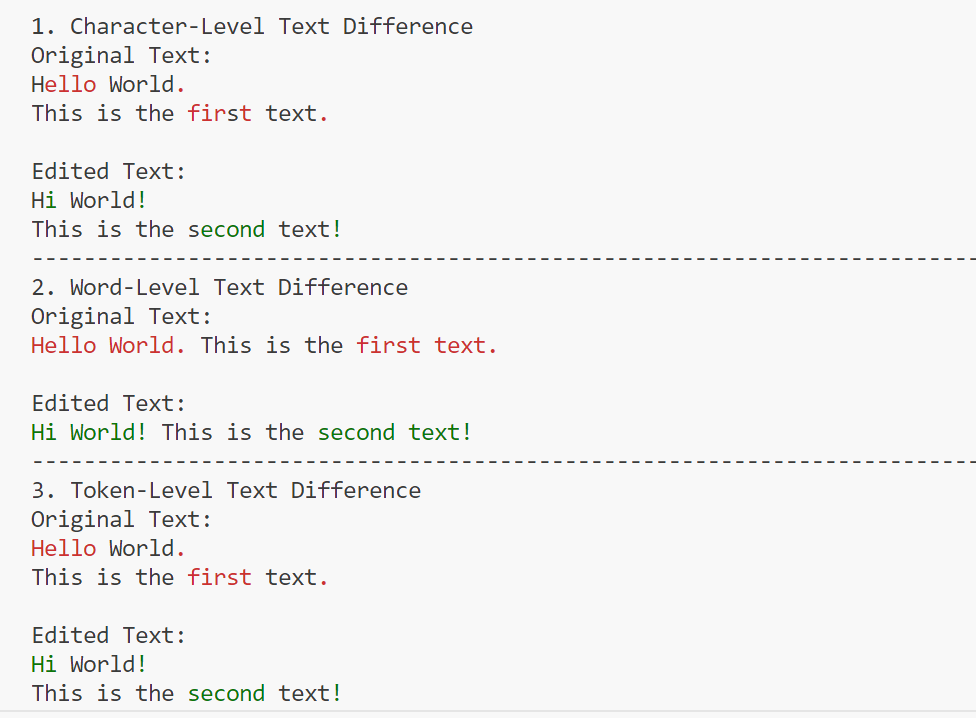 1. Character-Level Text Difference
Original Text:
Hello World.
This is the first text.
Edited Text:
Hi World!
This is the second text!
-------------------------------------------------------------------------
2. Word-Level Text Difference
Original Text:
Hello World. This is the first text.
Edited Text:
Hi World! This is the second text!
-------------------------------------------------------------------------
3. Token-Level Text Difference
Original Text:
Hello World.
This is the first text.
Edited Text:
Hi World!
This is the second text!